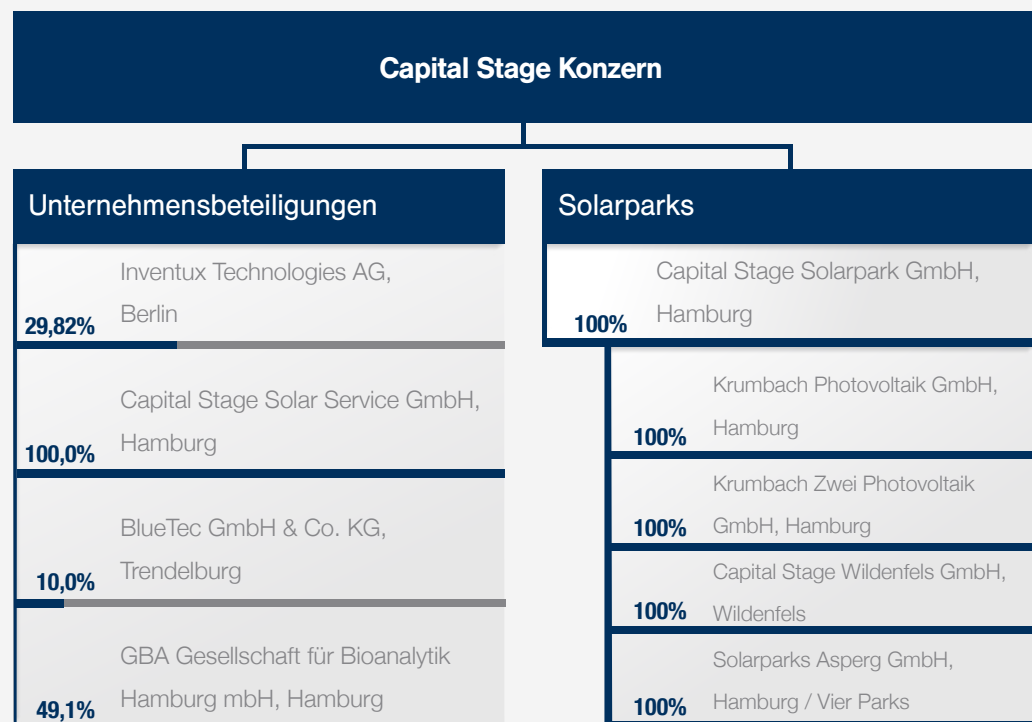 Capital Stage Konzern
Unternehmensbeteiligungen
Inventux Technologies AG,
Berlin
29,82%
Capital Stage Solar Service GmbH,
Hamburg
100,0%
BlueTec GmbH & Co. KG,
Trendelburg
10,0%
GBA Gesellschaft für Bioanalytik
Hamburg mbH, Hamburg
49,1%
Solarparks
Capital Stage Solarpark GmbH,
Hamburg
100%
Krumbach Photovoltaik GmbH,
Hamburg
100%
Krumbach Zwei Photovoltaik
GmbH, Hamburg
100%
Capital Stage Wildenfels GmbH,
Wildenfels
100%
Solarparks Asperg GmbH,
Hamburg / Vier Parks
100%